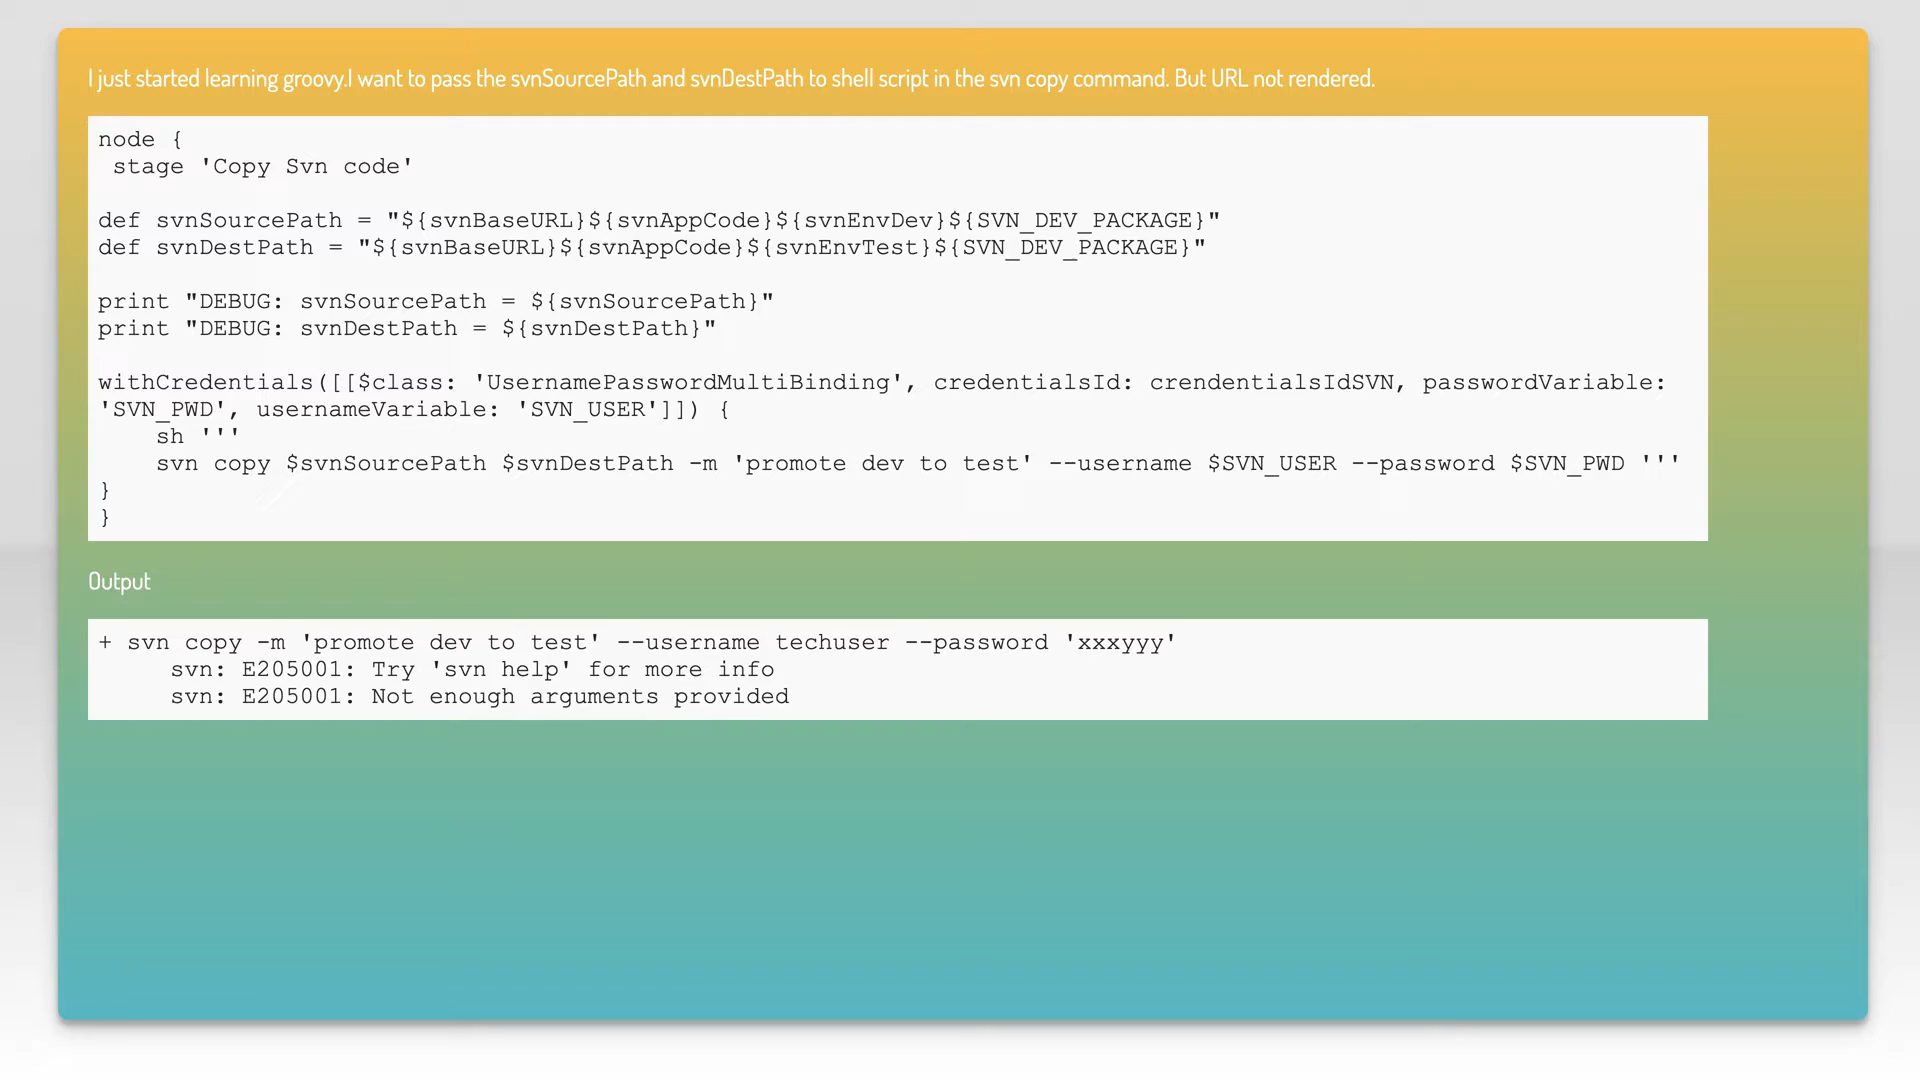 I just started learning groovy.I want to pass the svnSourcePath and svnDestPath to shell script in the svn copy command. But URL not rendered.
node {
 stage 'Copy Svn code'
def svnSourcePath = "${svnBaseURL}${svnAppCode}${svnEnvDev}${SVN_DEV_PACKAGE}"
def svnDestPath = "${svnBaseURL}${svnAppCode}${svnEnvTest}${SVN_DEV_PACKAGE}"
print "DEBUG: svnSourcePath = ${svnSourcePath}"
print "DEBUG: svnDestPath = ${svnDestPath}"
withCredentials([[$class: 'UsernamePasswordMultiBinding', credentialsId: crendentialsIdSVN, passwordVariable:
'SVN_PWD', usernameVariable: 'SVN_USER']]) {
    sh '''
    svn copy $svnSourcePath $svnDestPath -m 'promote dev to test' --username $SVN_USER --password $SVN_PWD '''
}
}
Output
+ svn copy -m 'promote dev to test' --username techuser --password 'xxxyyy'
     svn: E205001: Try 'svn help' for more info
     svn: E205001: Not enough arguments provided